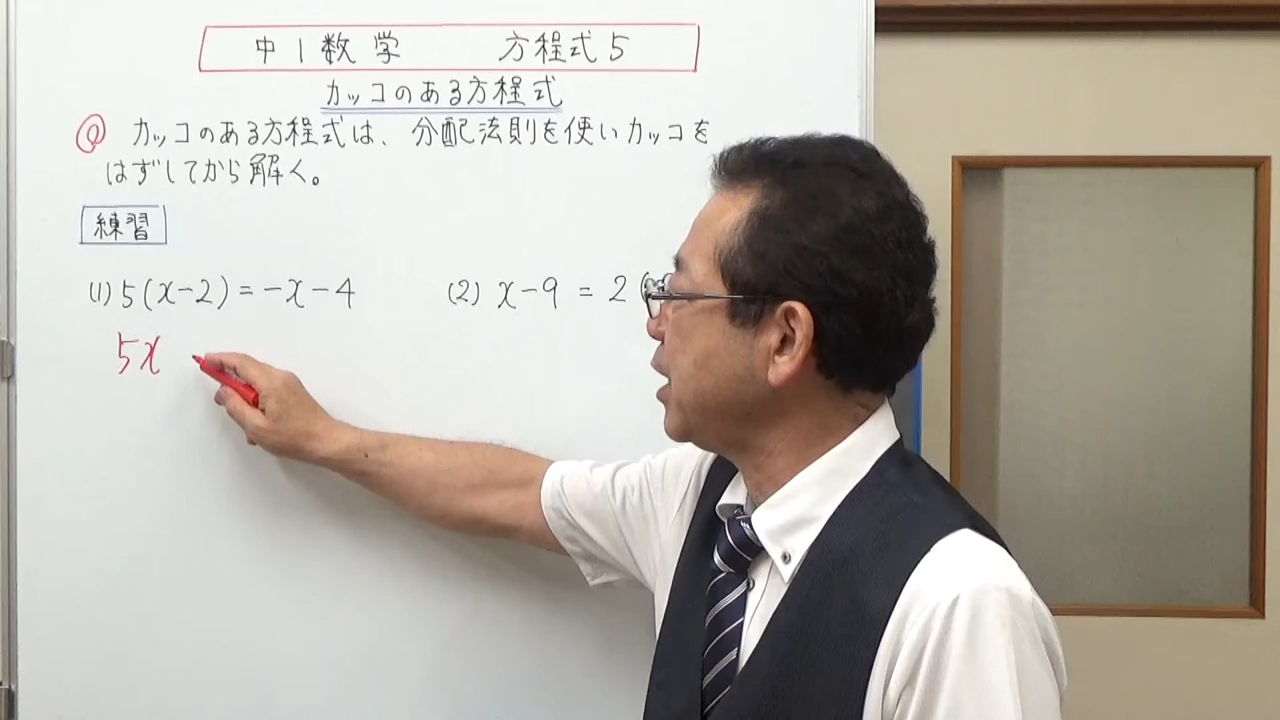 中1数学 方程式5
カッコのある方程式
◎ カッコのある方程式は、分配法則を使いカッコを
はずしてから解く。
練習
(1) 5(x-2)=-x-4
(2) x-9 = 2(
5x